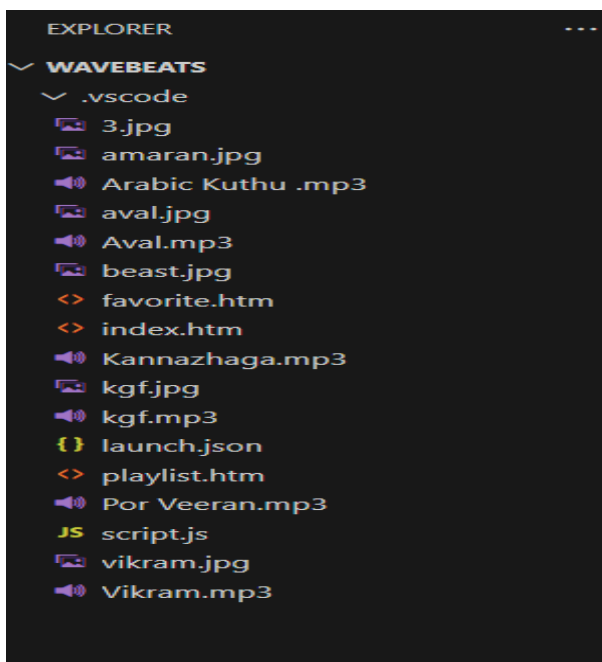 EXPLORER ...
WAVEBEATS
.vscode
3.jpg
amaran.jpg
Arabic Kuthu .mp3
aval.jpg
Aval.mp3
beast.jpg
<> favorite.htm
<> index.htm
Kannazhaga.mp3
kgf.jpg
kgf.mp3
{} launch.json
<> playlist.htm
Por Veeran.mp3
JS script.js
vikram.jpg
Vikram.mp3